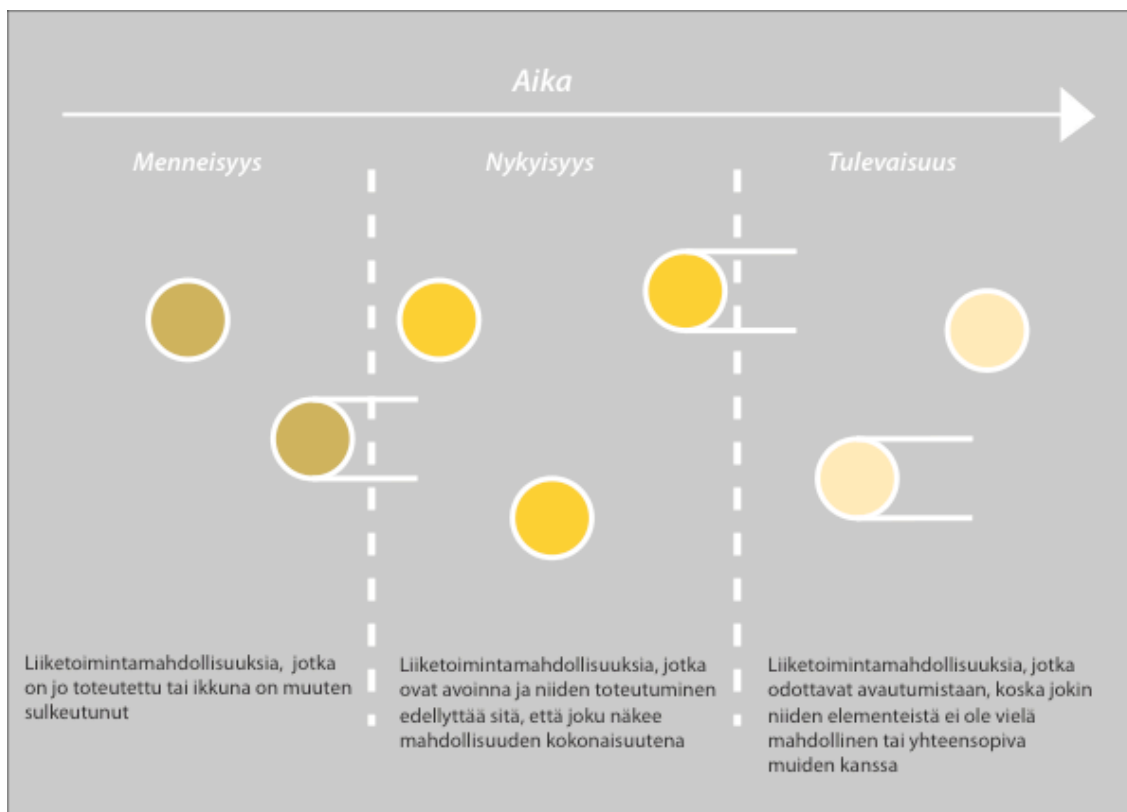 Aika
Menneisyys
Nykyisyys
Tulevaisuus
Liiketoimintamahdollisuuksia, jotka
on jo toteutettu tai ikkuna on muuten
sulkeutunut
Liiketoimintamahdollisuuksia, jotka
ovat avoinna ja niiden toteutuminen
edellyttää sitä, että joku näkee
mahdollisuuden kokonaisuutena
Liiketoimintamahdollisuuksia, jotka
odottavat avautumistaan, koska jokin
niiden elementeistä ei ole vielä
mahdollinen tai yhteensopiva
muiden kanssa